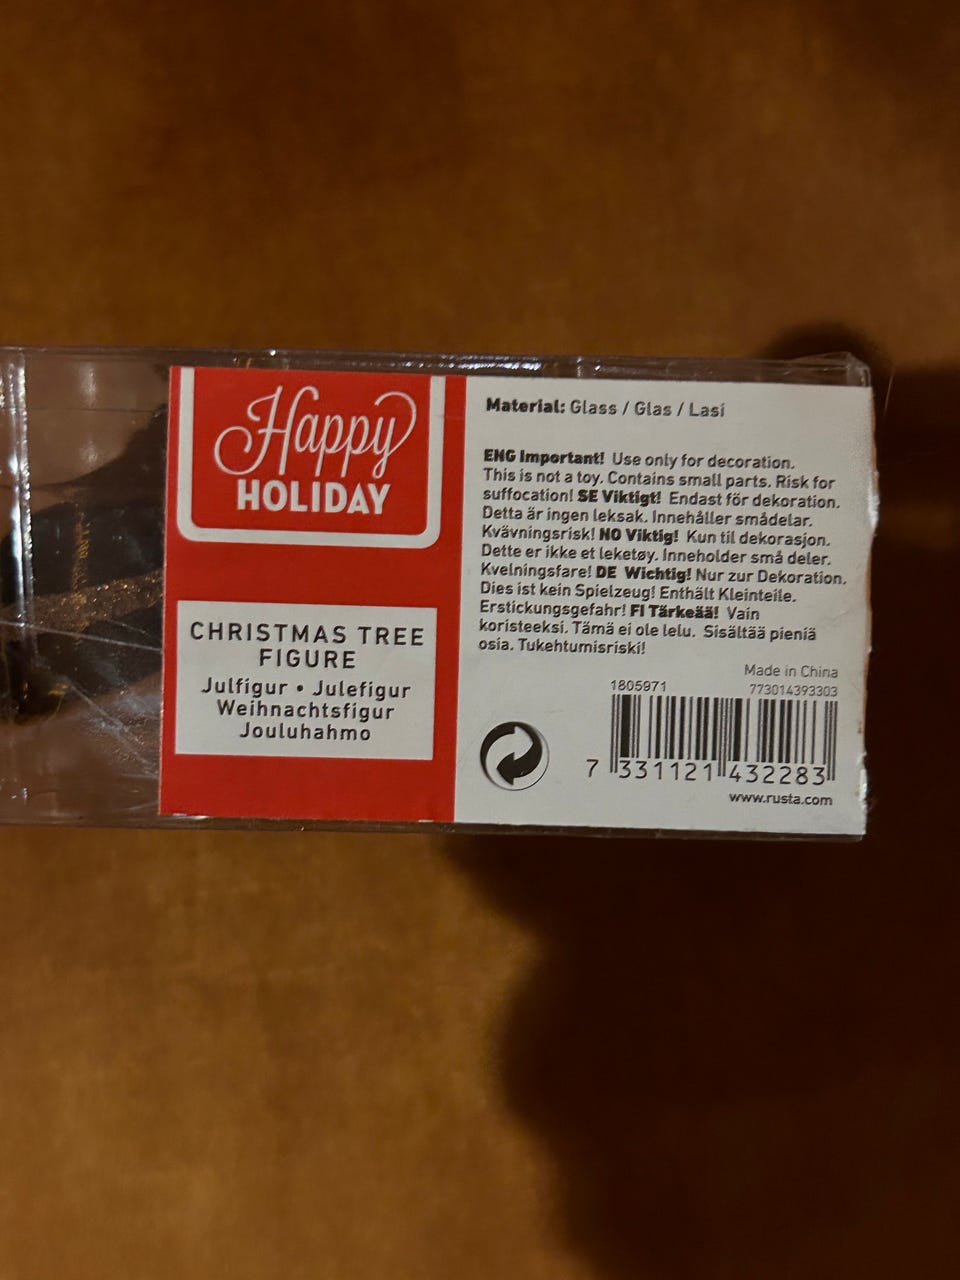 Happy
HOLIDAY
CHRISTMAS TREE
FIGURE
Julfigur • Julefigur
Weihnachtsfigur
Jouluhahmo
Material: Glass / Glas / Lasi
ENG Important! Use only for decoration.
This is not a toy. Contains small parts. Risk for
suffocation! SE Viktigt! Endast för dekoration.
Detta är ingen leksak. Innehåller smådelar.
Kvävningsrisk! NO Viktig! Kun til dekorasjon.
Dette er ikke et leketøy. Inneholder små deler.
Kvelningsfare! DE Wichtig! Nur zur Dekoration.
Dies ist kein Spielzeug! Enthält Kleinteile.
Erstickungsgefahr! FI Tärkeää! Vain
koristeeksi. Tämä ei ole lelu. Sisältää pieniä
osia. Tukehtumisriski!
Made in China
1805971 773014393303
7 331121 432283
www.rusta.com